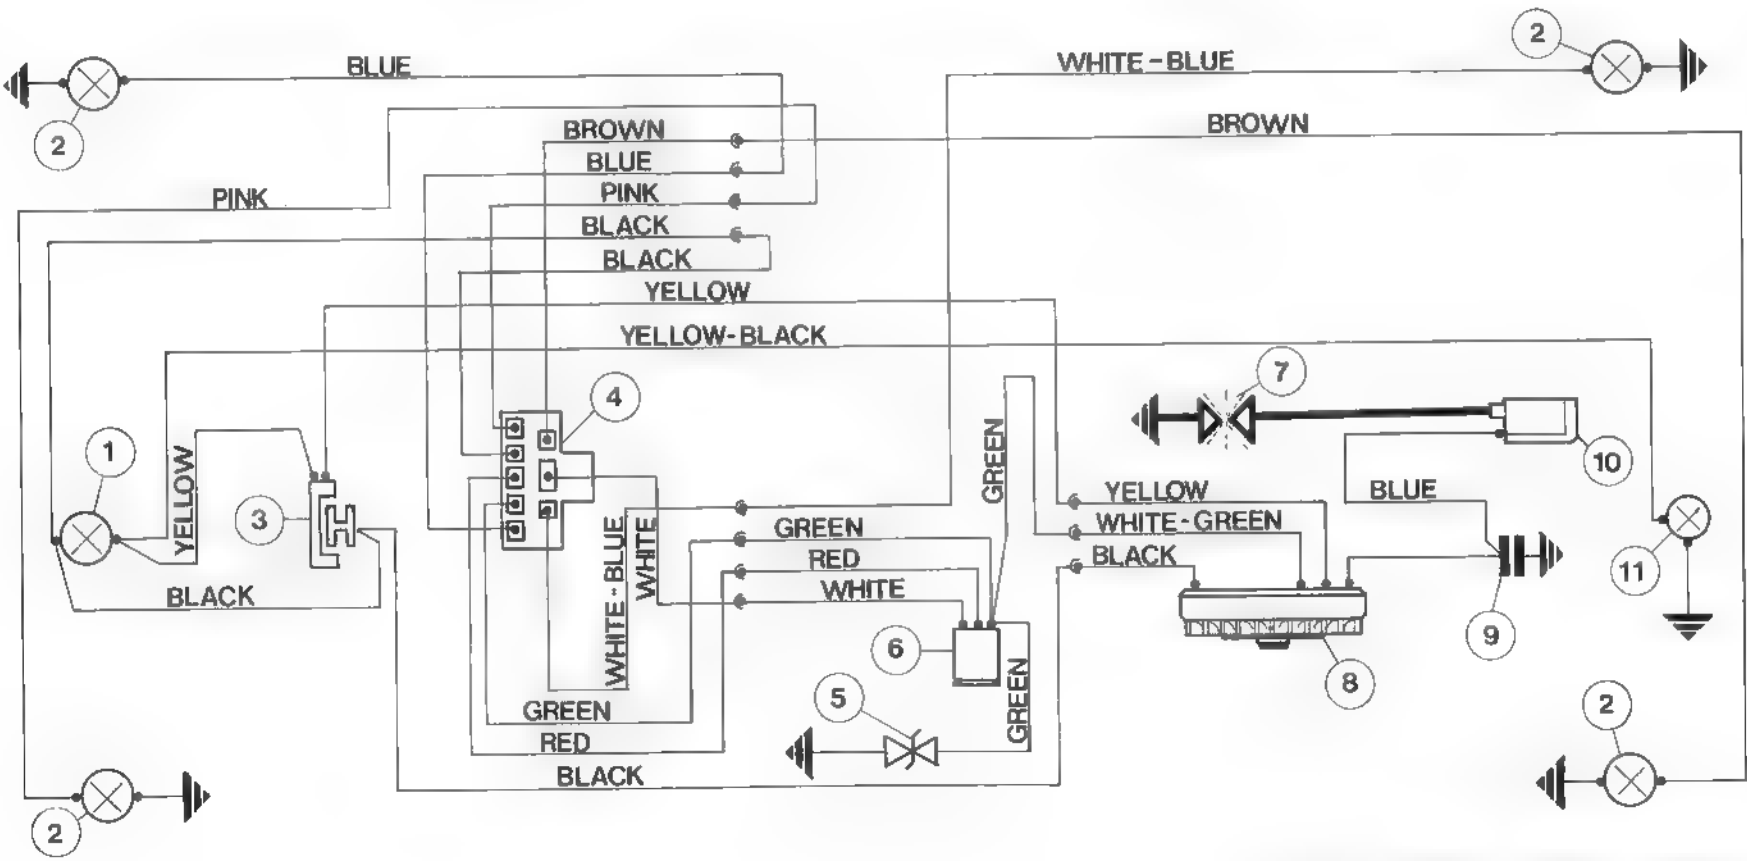 2
BLUE
WHITE-BLUE
2
BROWN
BROWN
BLUE
PINK
PINK
BLACK
BLACK
YELLOW
YELLOW-BLACK
7
4
1
GREEN
10
YELLOW
3
BLUE
YELLOW
WHITE-GREEN
GREEN
WHITE-BLUE
WHITE
RED
BLACK
11
BLACK
WHITE
9
6
8
5
GREEN
2
GREEN
RED
BLACK
2